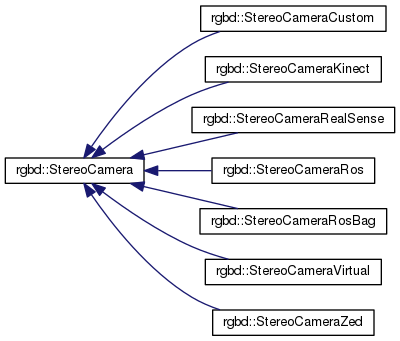 rgbd::StereoCameraCustom
rgbd::StereoCameraKinect
rgbd::StereoCameraRealSense
rgbd::StereoCamera
rgbd::StereoCameraRos
rgbd::StereoCameraRosBag
rgbd::StereoCameraVirtual
rgbd::StereoCameraZed